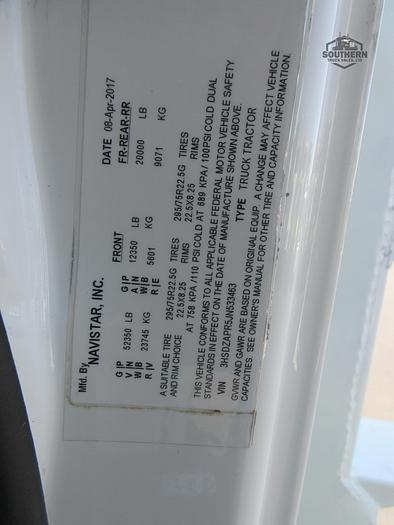 SOUTHERN
TRUCK SALES, LTD
Mfd. By NAVISTAR, INC. DATE 08-Apr-2017
G P FRONT FR-REAR-RR
V N 52350 LB G P 12350 LB 20000 LB
W B A N
R V 23745 KG W B 5601 KG 9071 KG
R E
A SUITABLE TIRE 295/75R22.5G TIRES 295/75R22.5G TIRES
AND RIM CHOICE 22.5X8.25 RIMS 22.5X8.25 RIMS
AT 758 KPA /110 PSI COLD AT 689 KPA / 100PSI COLD DUAL
THIS VEHICLE CONFORMS TO ALL APPLICABLE FEDERAL MOTOR VEHICLE SAFETY
STANDARDS IN EFFECT ON THE DATE OF MANUFACTURE SHOWN ABOVE.
VIN 3HSDZAPR5JN533463 TYPE TRUCK TRACTOR
GVWR AND GAWR ARE BASED ON ORIGINAL EQUIP. A CHANGE MAY AFFECT VEHICLE
CAPACITIES. SEE OWNER'S MANUAL FOR OTHER TIRE AND CAPACITY INFORMATION.